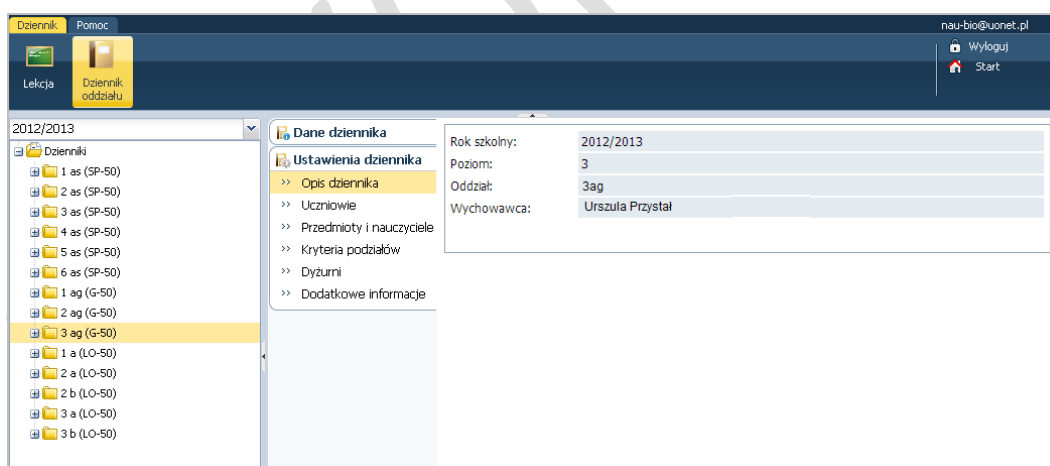 Dziennik Pomoc nau-bio@uonet.pl
Lekcja
Dziennik
oddziału
Wyloguj
Start
2012/2013
Dzienniki
1 as (SP-50)
2 as (SP-50)
3 as (SP-50)
4 as (SP-50)
5 as (SP-50)
6 as (SP-50)
1 ag (G-50)
2 ag (G-50)
3 ag (G-50)
1 a (LO-50)
2 a (LO-50)
2 b (LO-50)
3 a (LO-50)
3 b (LO-50)
Dane dziennika
Ustawienia dziennika
>> Opis dziennika
>> Uczniowie
>> Przedmioty i nauczyciele
>> Kryteria podziałów
>> Dyżurni
>> Dodatkowe informacje
Rok szkolny: 2012/2013
Poziom: 3
Oddział: 3ag
Wychowawca: Urszula Przystał